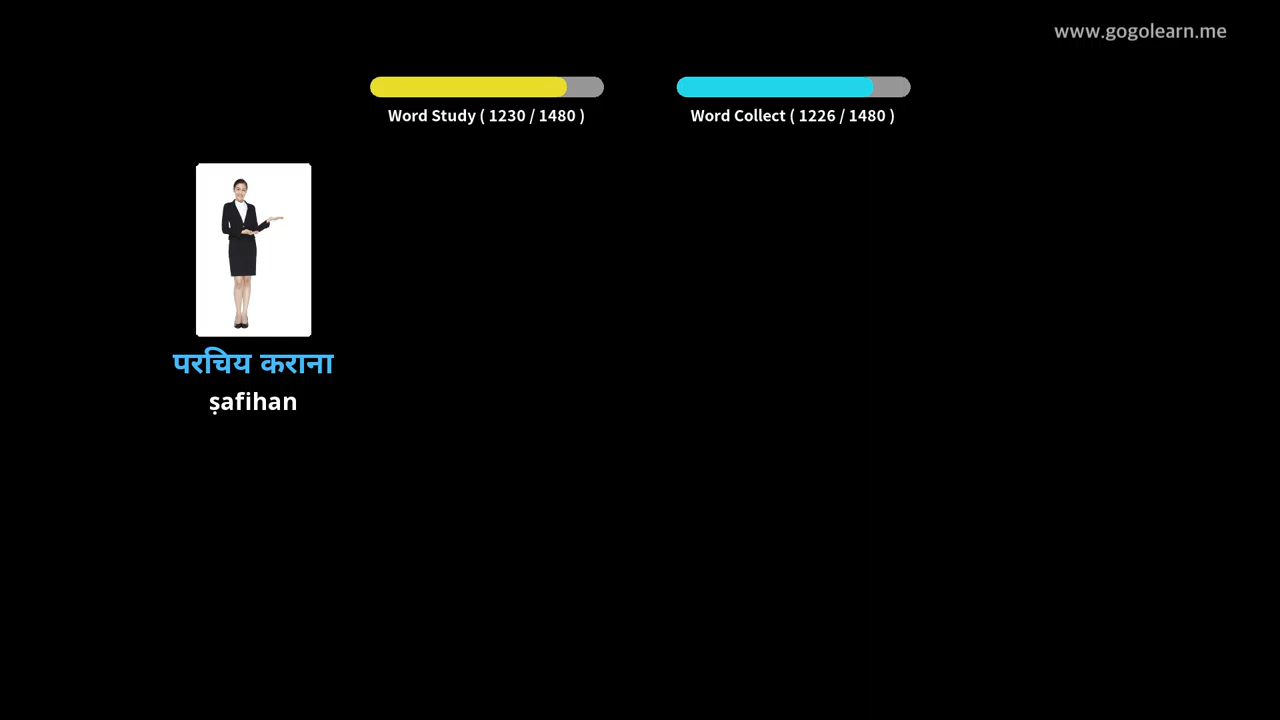 www.gogolearn.me
Word Study ( 1230 / 1480 )
Word Collect ( 1226 / 1480 )
परिचय कराना
ṣafihan